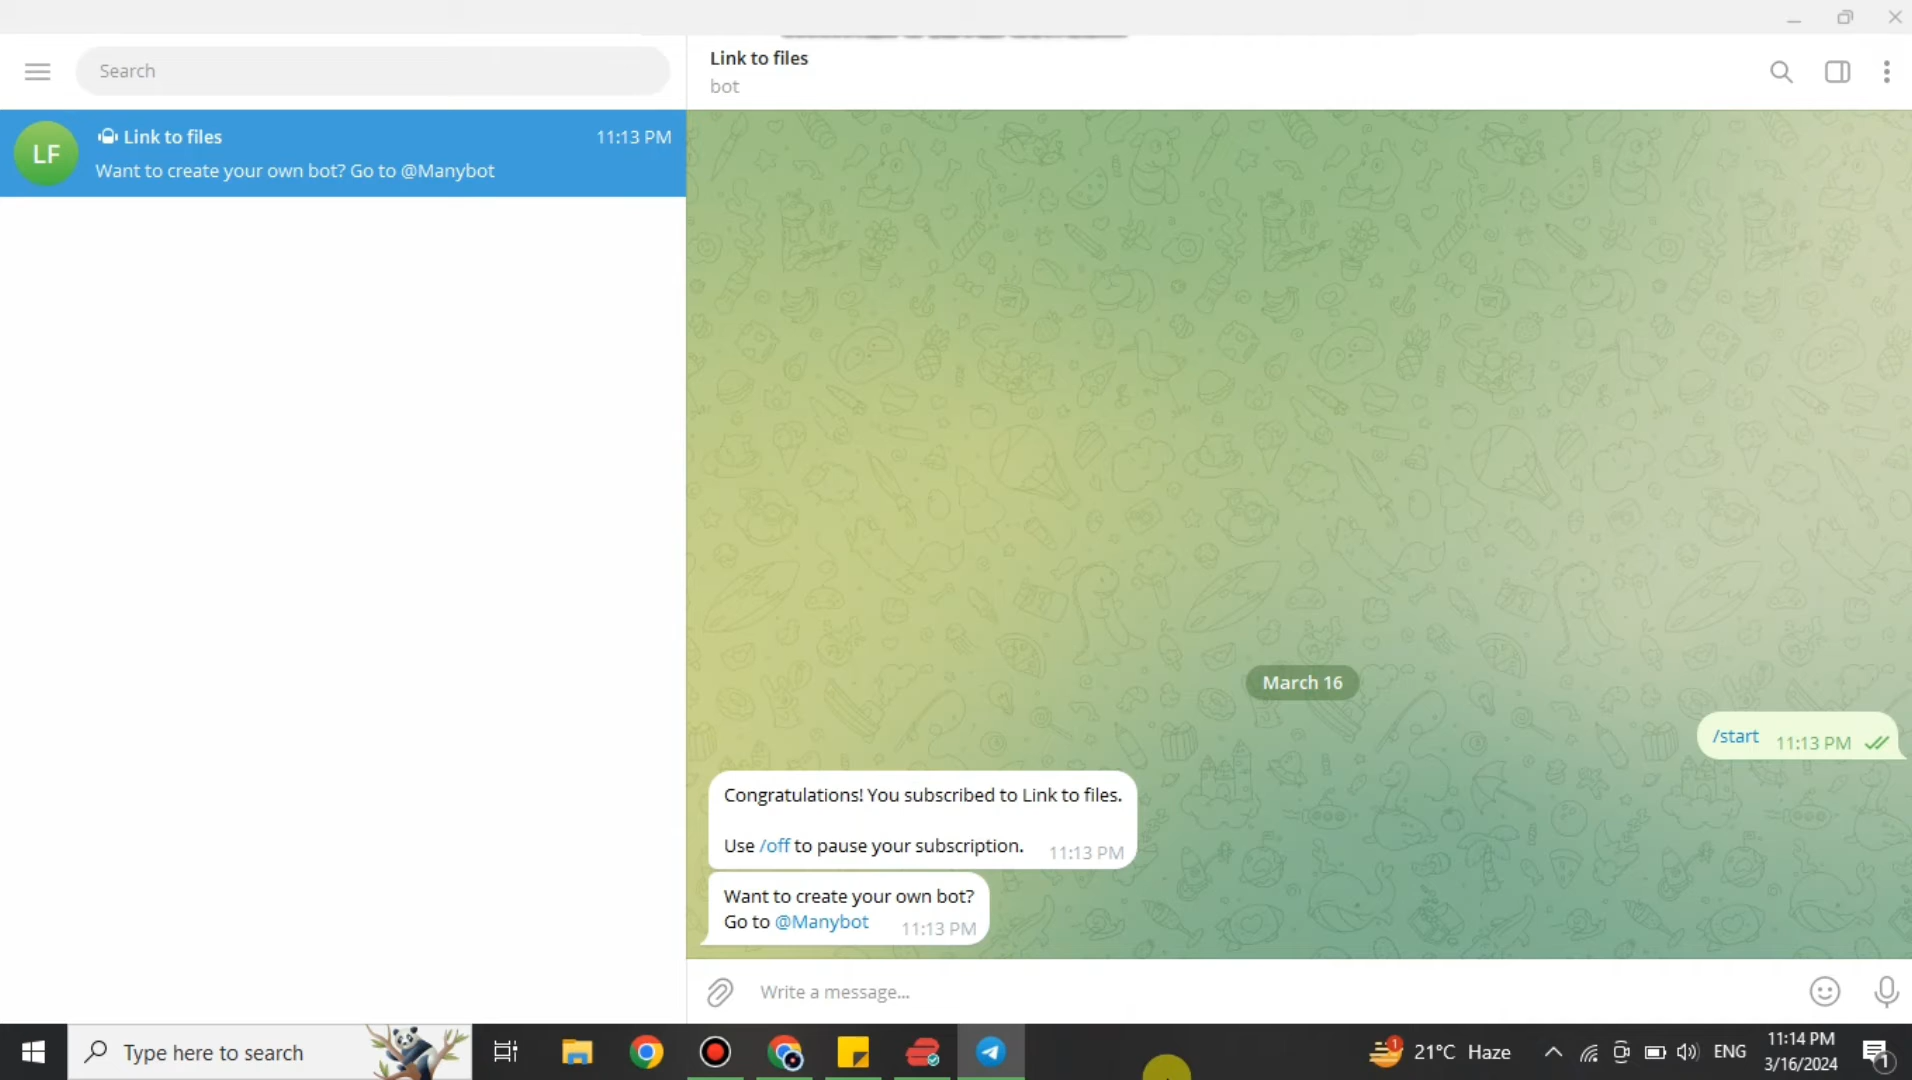 Search
Link to files
bot
LF
Link to files
11:13 PM
Want to create your own bot? Go to @Manybot
March 16
/start 11:13 PM
Congratulations! You subscribed to Link to files.
Use /off to pause your subscription. 11:13 PM
Want to create your own bot?
Go to @Manybot 11:13 PM
Write a message...
Type here to search
1
21°C Haze
ENG
11:14 PM
3/16/2024
1